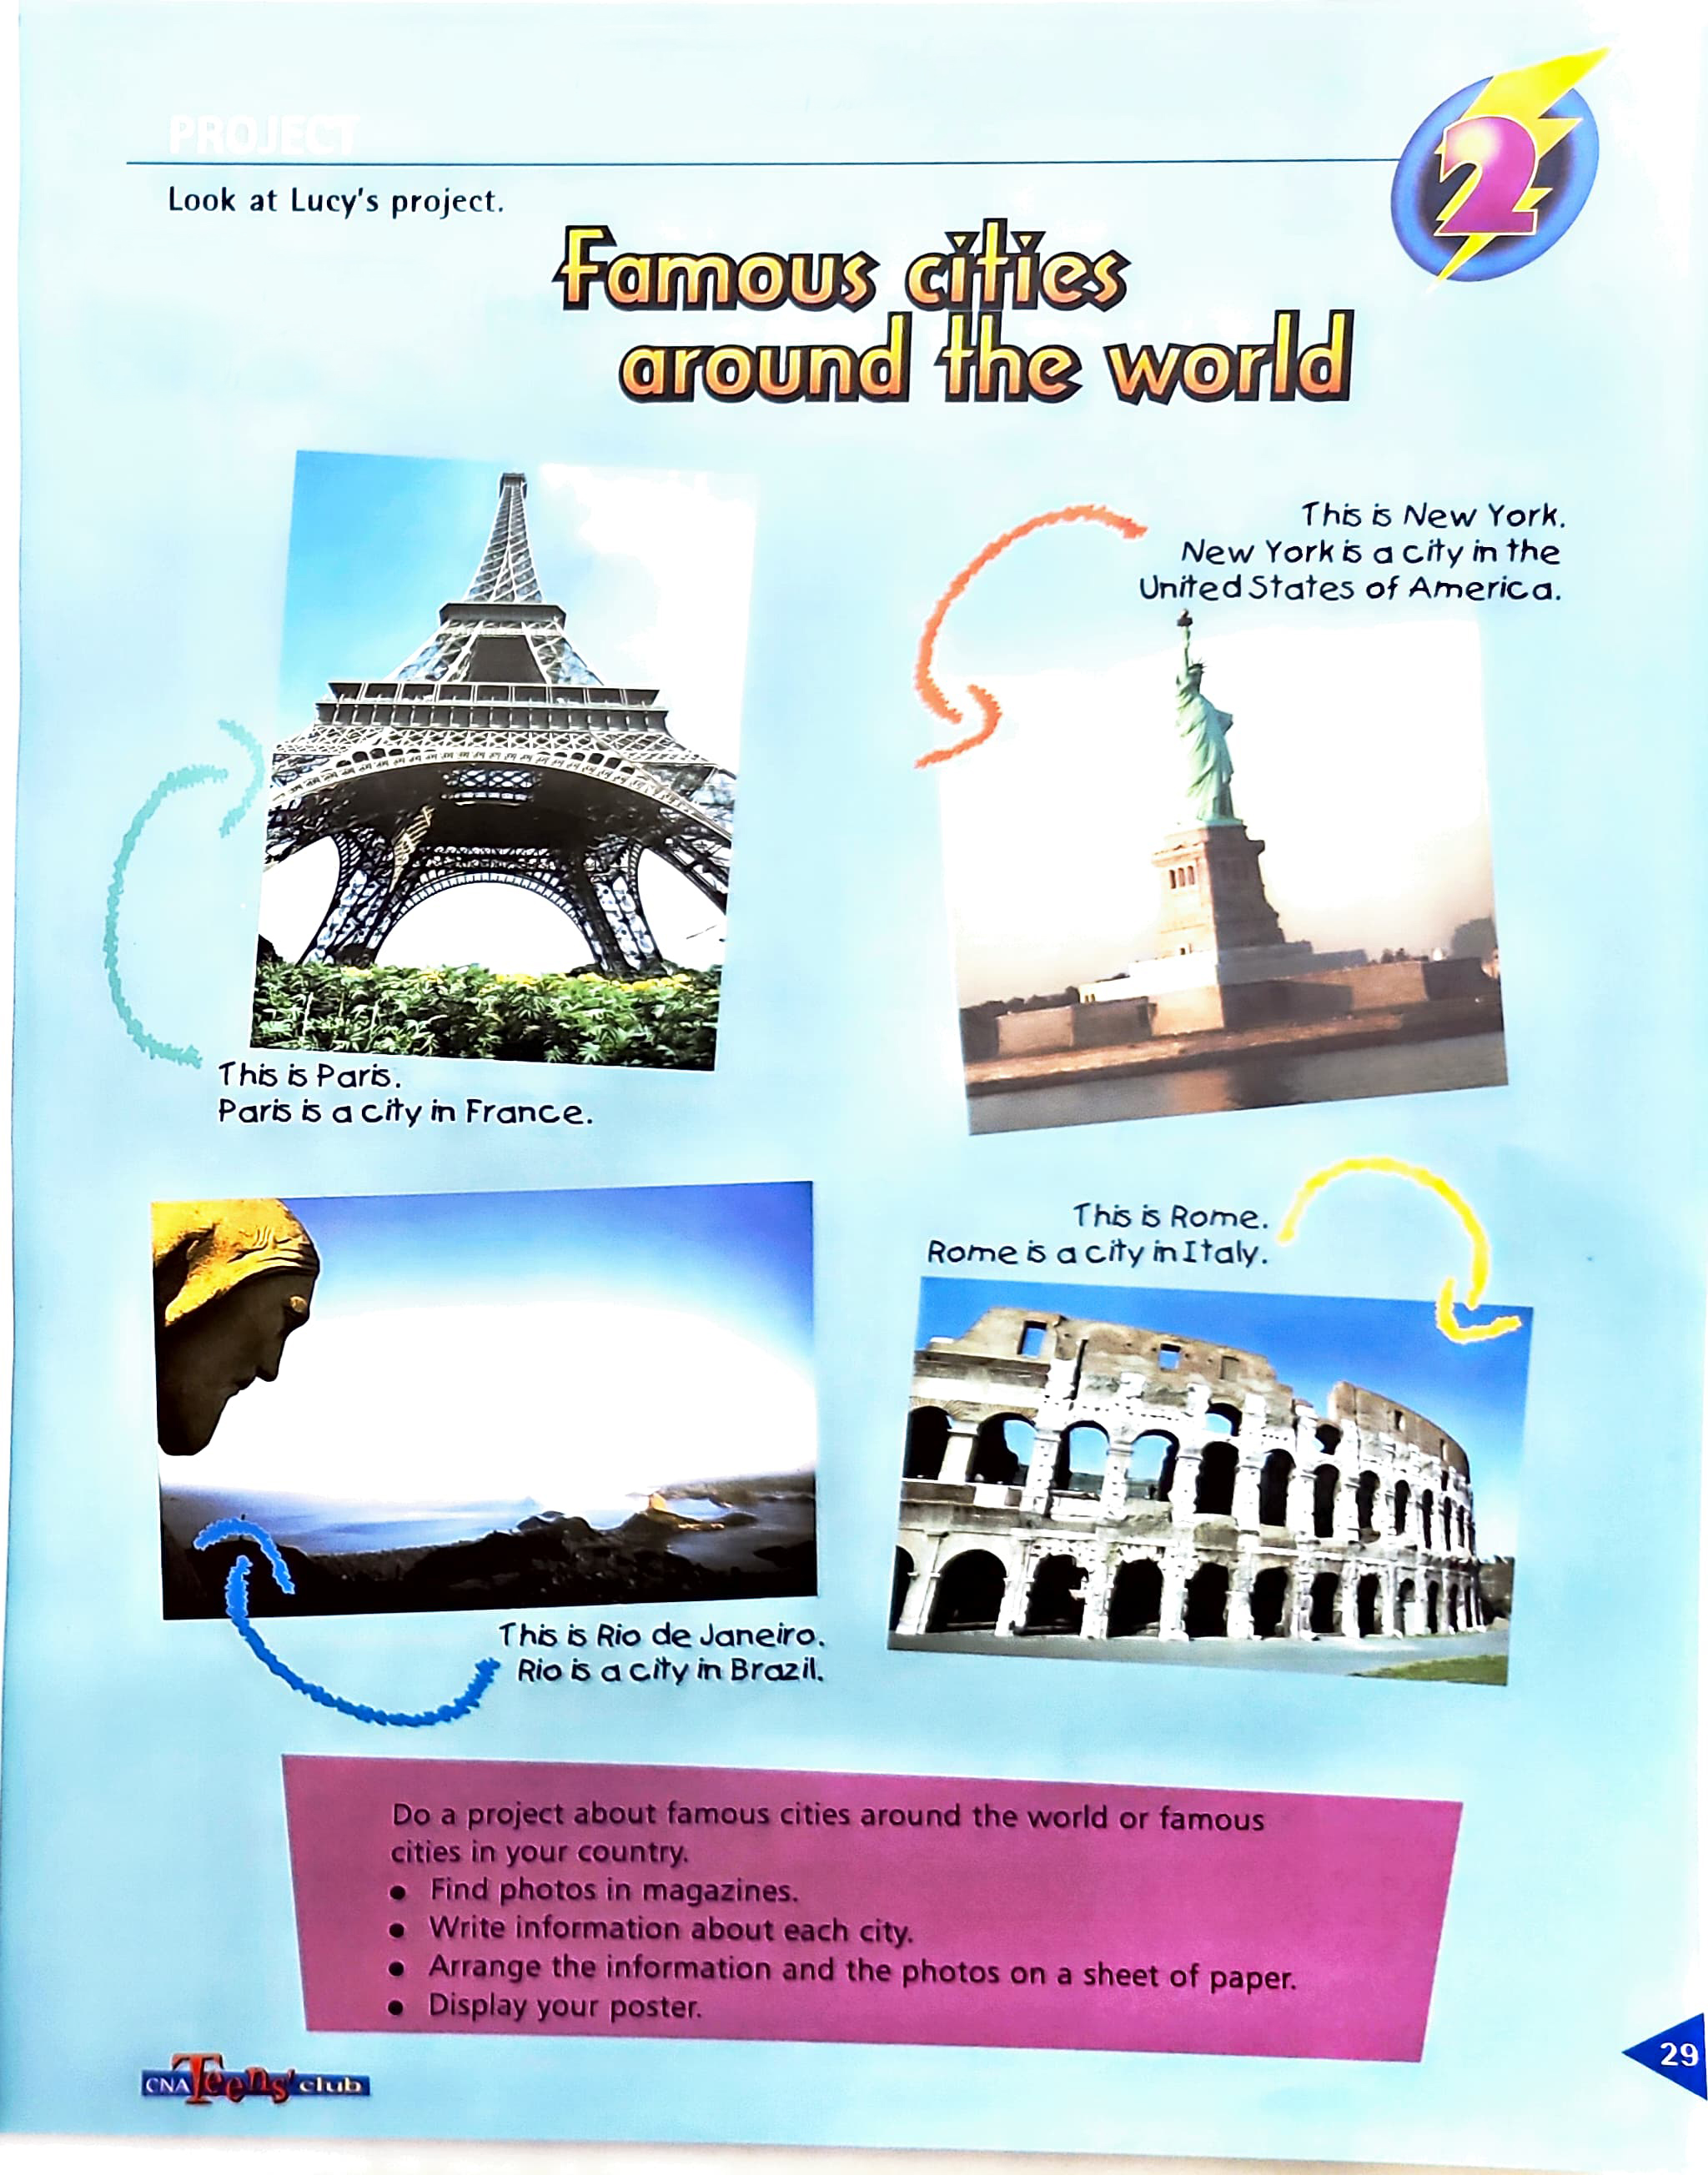 PROJECT
2
Look at Lucy's project.
Famous cities
around the world
This is New York.
New York is a city in the
United States of America.
This is Paris.
Paris is a city in France.
This is Rome.
Rome is a city in Italy.
This is Rio de Janeiro.
Rio is a city in Brazil.
Do a project about famous cities around the world or famous
cities in your country.
• Find photos in magazines.
• Write information about each city.
• Arrange the information and the photos on a sheet of paper.
• Display your poster.
CNA Teens' club
29